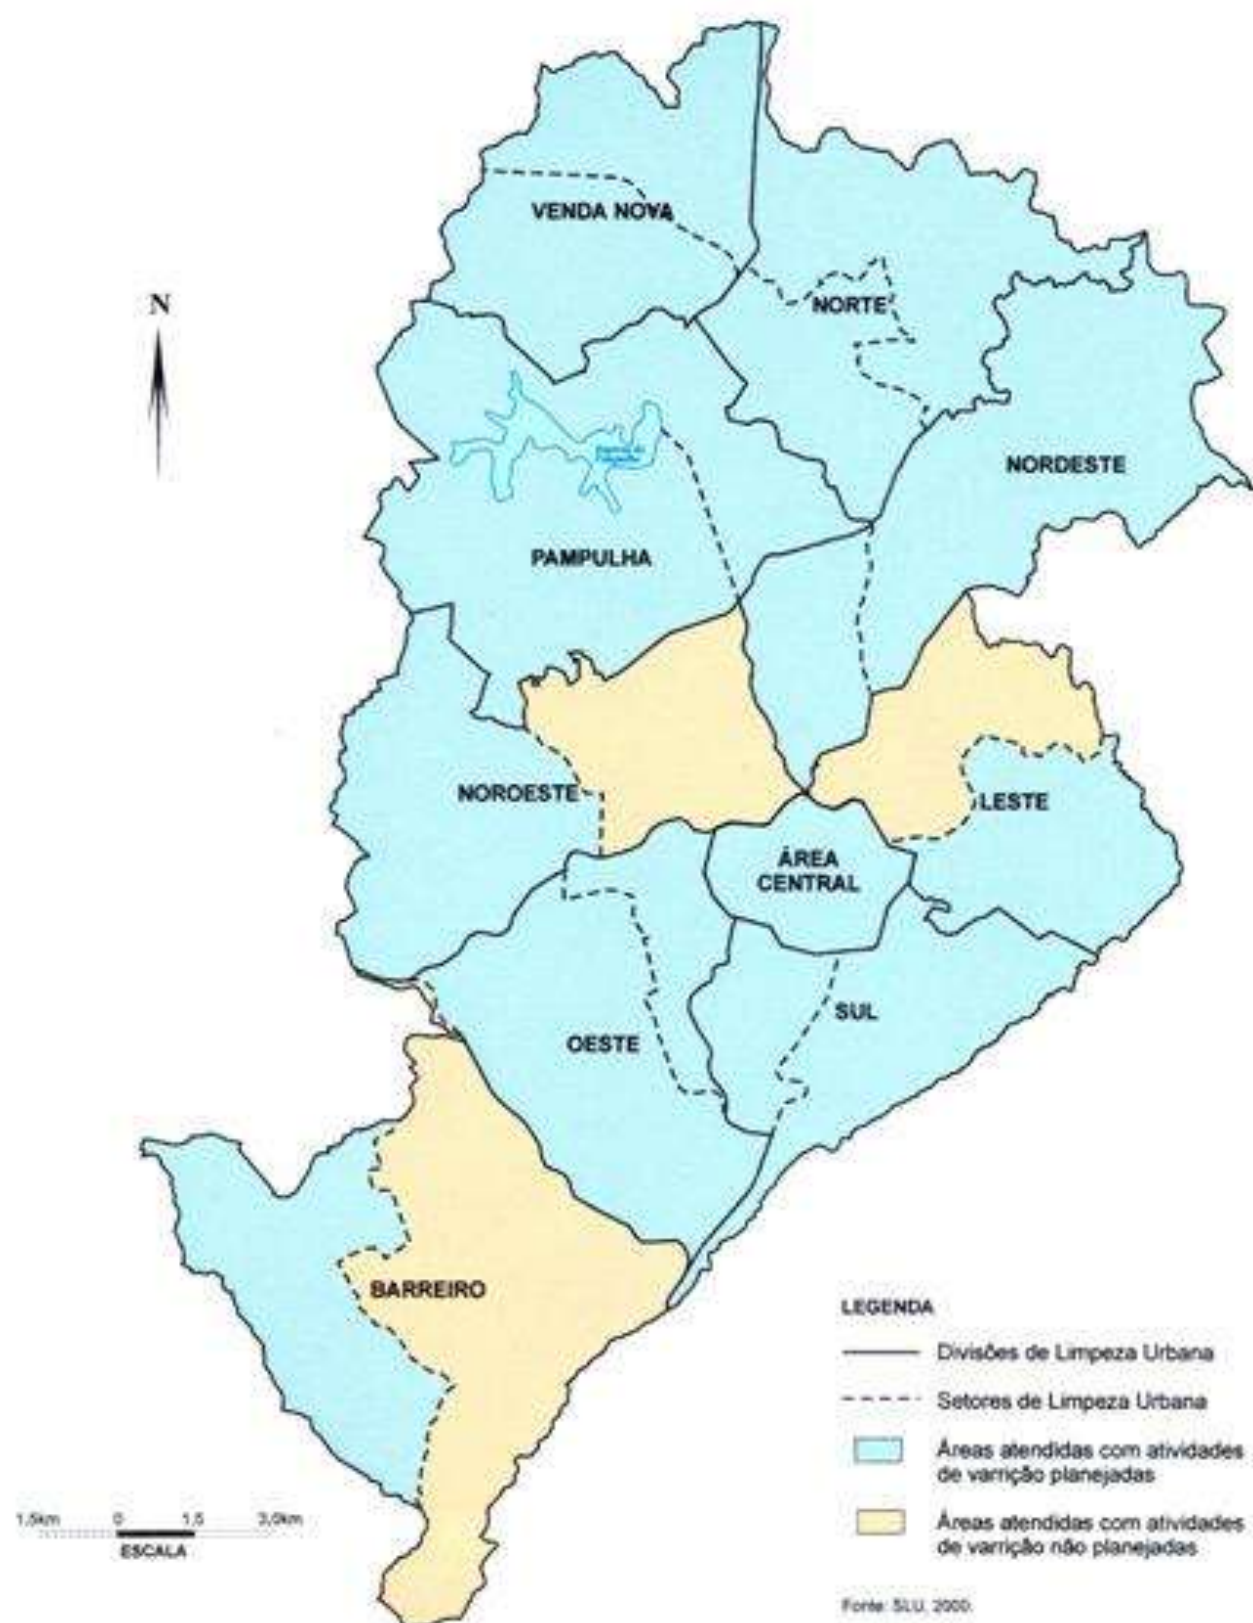 VENDA NOVA
N
NORTE
NORDESTE
PAMPULHA
NOROESTE
LESTE
ÁREA
CENTRAL
SUL
OESTE
BARREIRO
LEGENDA
Divisões de Limpeza Urbana
Setores de Limpeza Urbana
Áreas atendidas com atividades
de varrição planejadas
Áreas atendidas com atividades
de varrição não planejadas
1,5km 0 1,5 3,0km
ESCALA
Fonte: SLU, 2000.